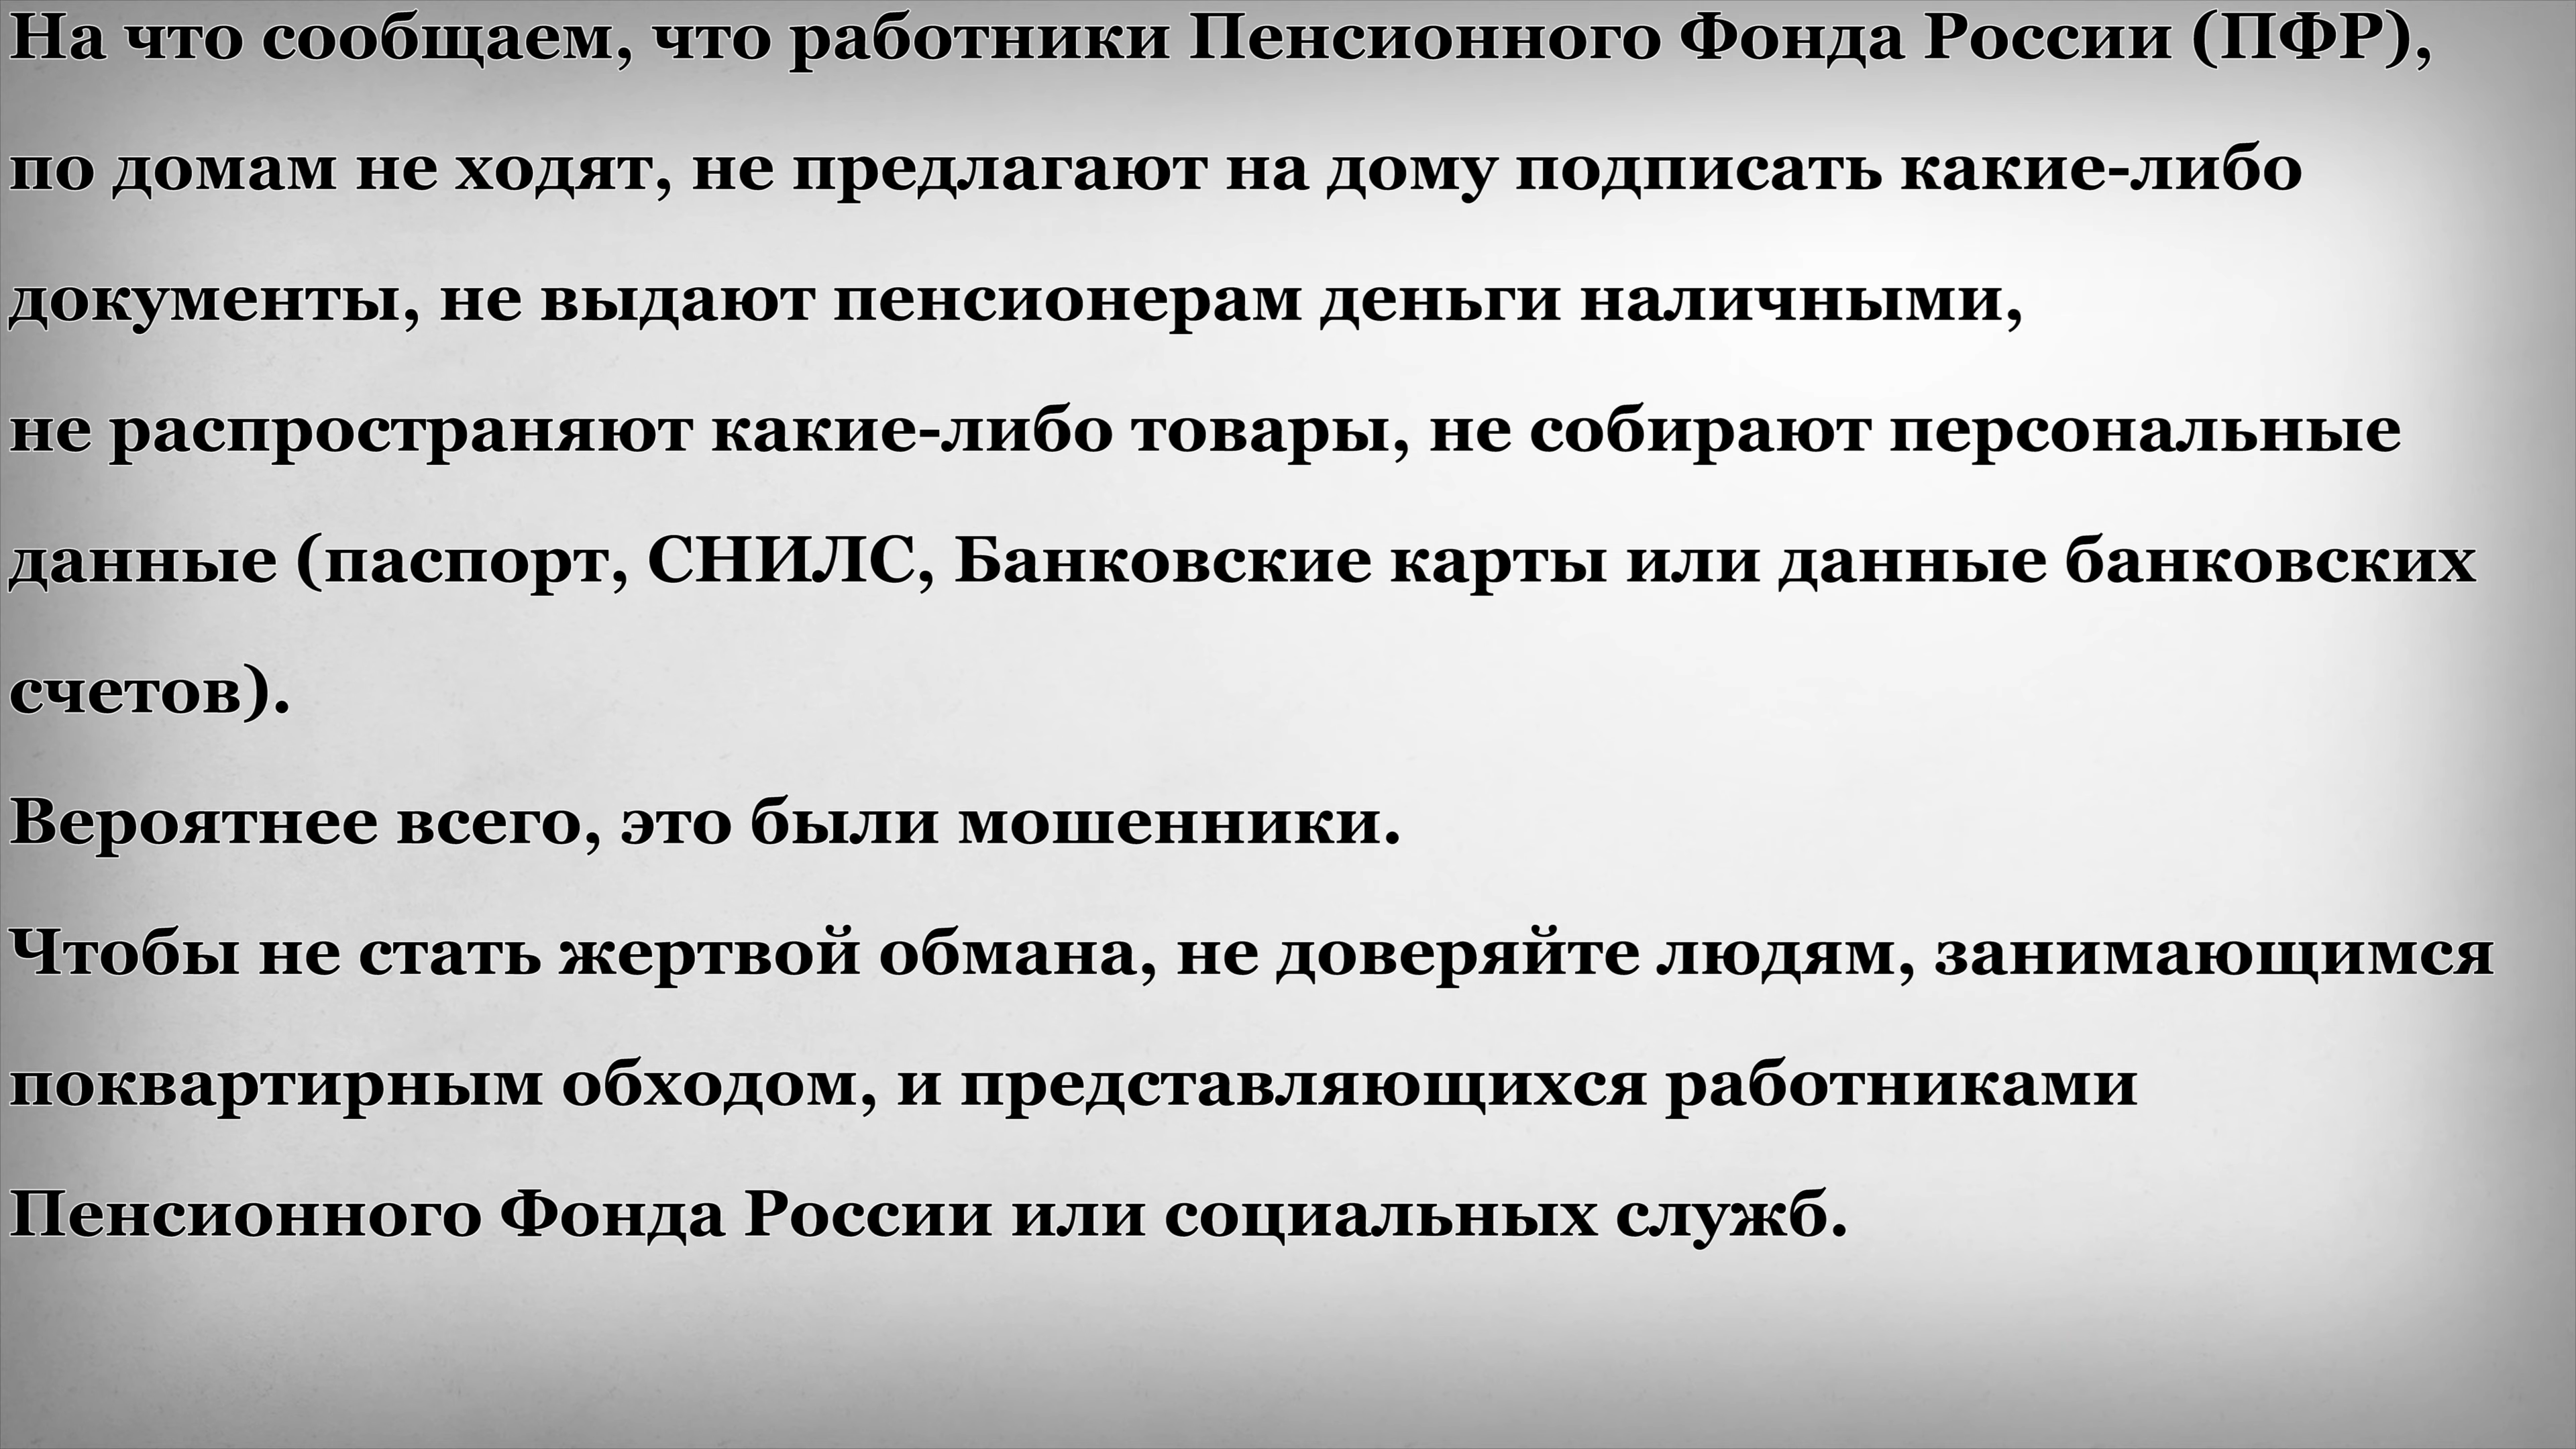 На что сообщаем, что работники Пенсионного Фонда России (ПФР),
по домам не ходят, не предлагают на дому подписать какие-либо
документы, не выдают пенсионерам деньги наличными,
не распространяют какие-либо товары, не собирают персональные
данные (паспорт, СНИЛС, Банковские карты или данные банковских
счетов).
Вероятнее всего, это были мошенники.
Чтобы не стать жертвой обмана, не доверяйте людям, занимающимся
поквартирным обходом, и представляющихся работниками
Пенсионного Фонда России или социальных служб.